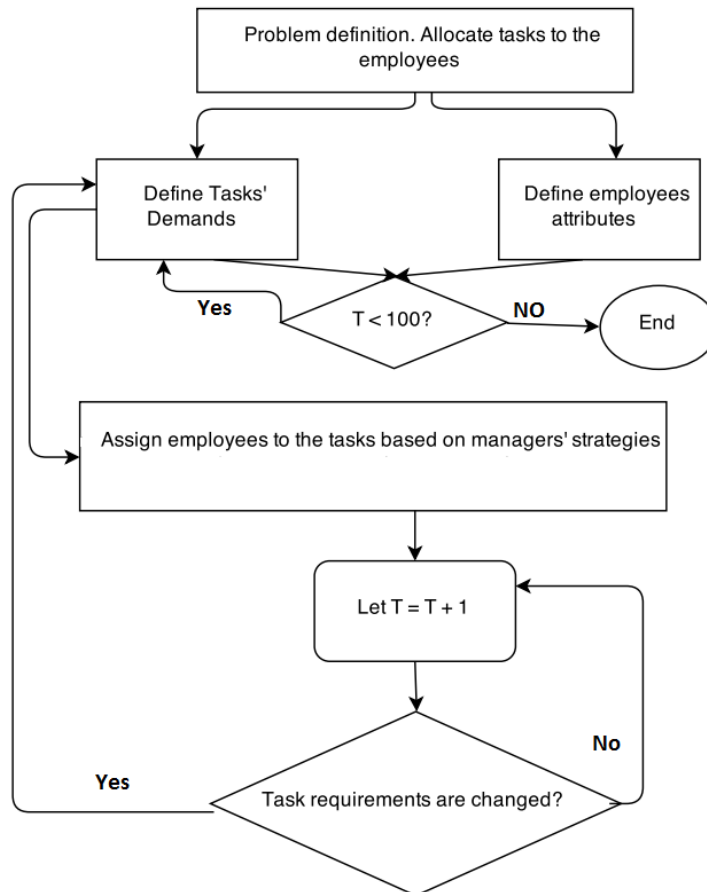 Problem definition. Allocate tasks to the
employees
Define Tasks'
Demands
Define employees
attributes
Yes
T < 100?
NO
End
Assign employees to the tasks based on managers' strategies
Let T = T + 1
No
Yes
Task requirements are changed?